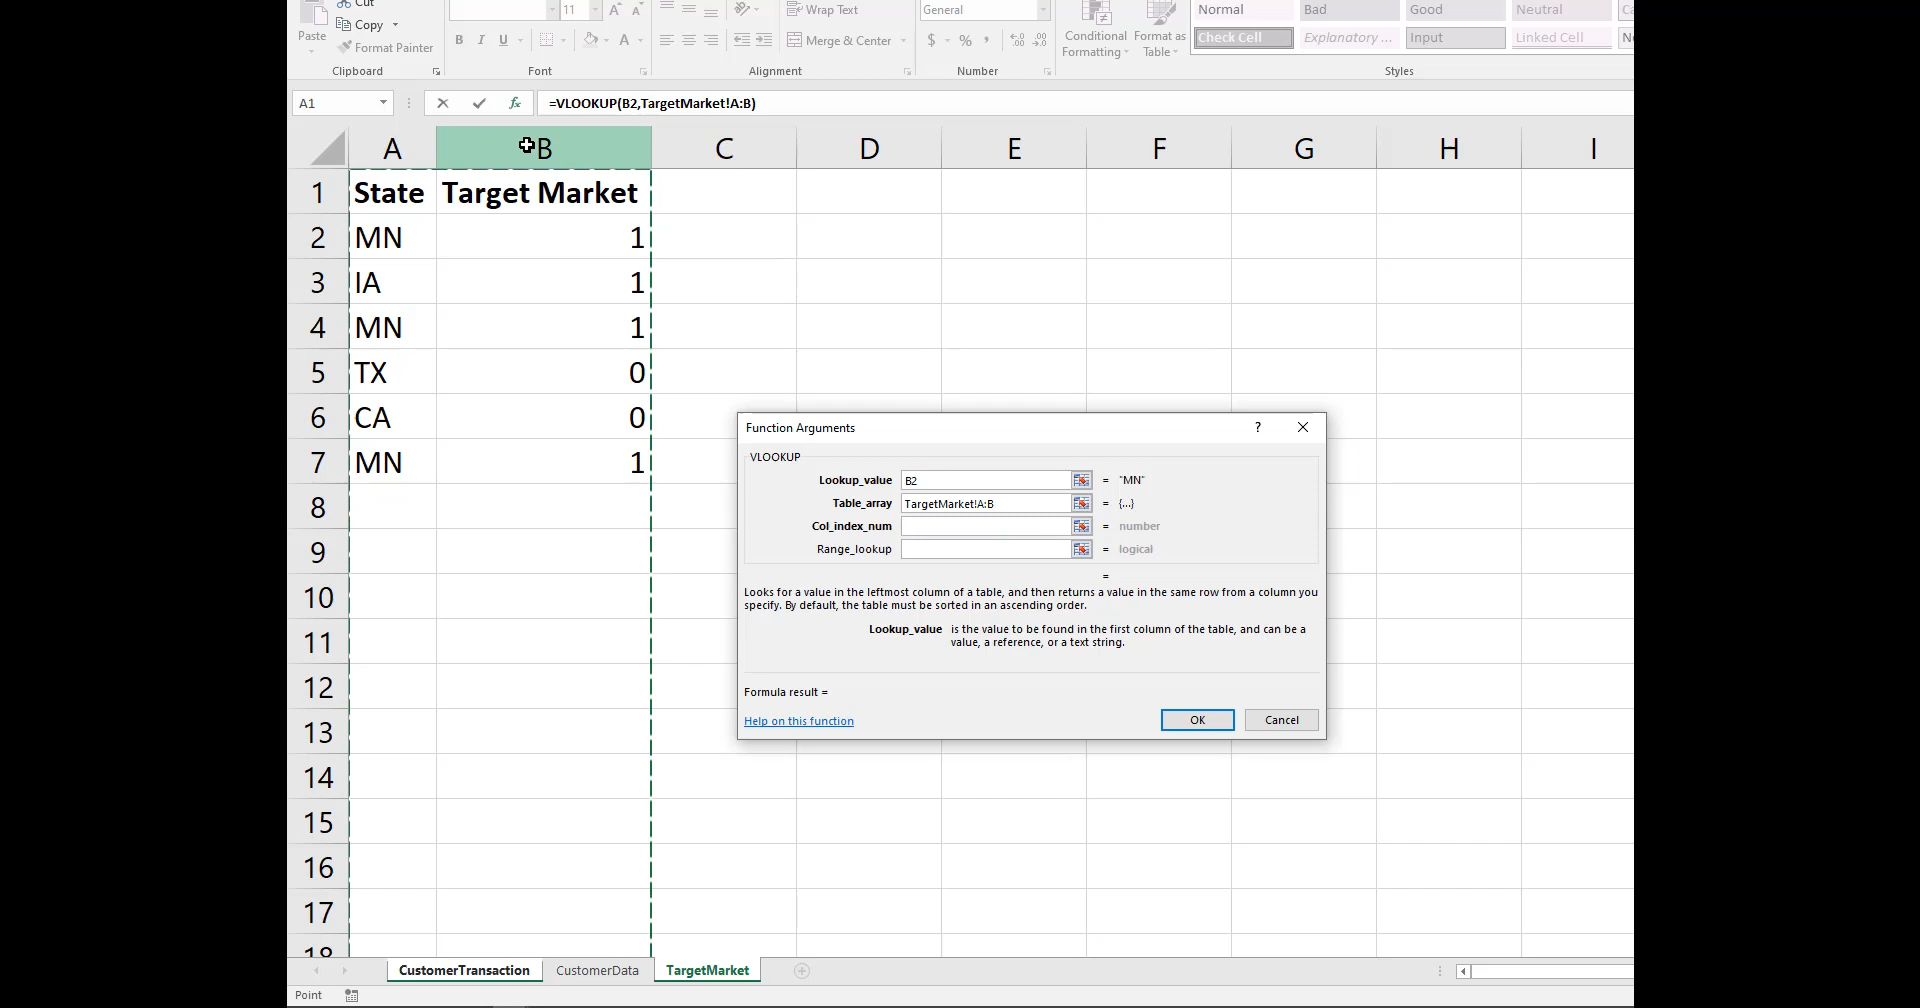 Cut
Paste
Copy
Format Painter
11
A A
B I U
A
Wrap Text
Merge & Center
General
$ % ,
Conditional
Formatting
Format as
Table
Normal
Bad
Good
Neutral
Check Cell
Explanatory ...
Input
Linked Cell
Clipboard
Font
Alignment
Number
Styles
A1
fx
=VLOOKUP(B2,TargetMarket!A:B)
A B C D E F G H I
1 State Target Market
2 MN 1
3 IA 1
4 MN 1
5 TX 0
6 CA 0
7 MN 1
8
9
10
11
12
13
14
15
16
17
18
Function Arguments
?
VLOOKUP
Lookup_value B2 = "MN"
Table_array TargetMarket!A:B = {...}
Col_index_num = number
Range_lookup = logical
=
Looks for a value in the leftmost column of a table, and then returns a value in the same row from a column you
specify. By default, the table must be sorted in an ascending order.
Lookup_value is the value to be found in the first column of the table, and can be a
value, a reference, or a text string.
Formula result =
Help on this function
OK
Cancel
CustomerTransaction
CustomerData
TargetMarket
Point